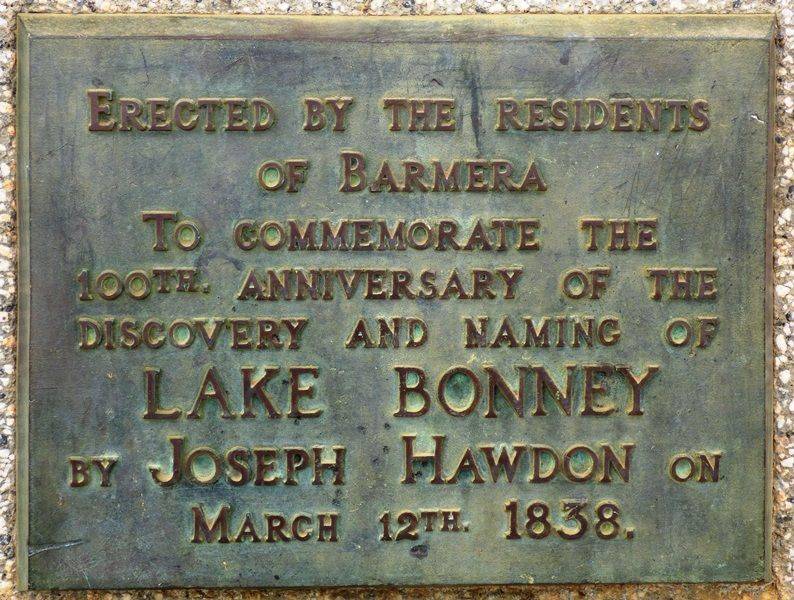 ERECTED BY THE RESIDENTS
OF BARMERA
TO COMMEMORATE THE
100TH. ANNIVERSARY OF THE
DISCOVERY AND NAMING OF
LAKE BONNEY
BY JOSEPH HAWDON ON
MARCH 12TH. 1838.